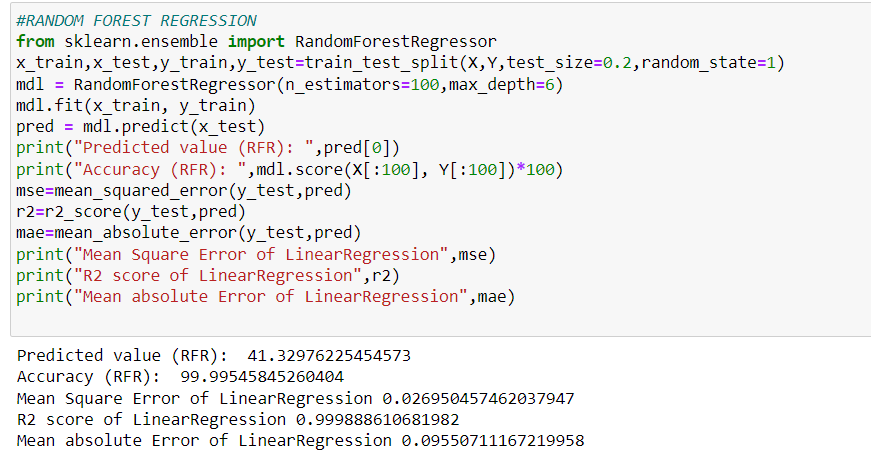 #RANDOM FOREST REGRESSION
from sklearn.ensemble import RandomForestRegressor
x_train,x_test,y_train,y_test=train_test_split(X,Y,test_size=0.2,random_state=1)
mdl = RandomForestRegressor(n_estimators=100,max_depth=6)
mdl.fit(x_train, y_train)
pred = mdl.predict(x_test)
print("Predicted value (RFR): ",pred[0])
print("Accuracy (RFR): ",mdl.score(X[:100], Y[:100])*100)
mse=mean_squared_error(y_test,pred)
r2=r2_score(y_test,pred)
mae=mean_absolute_error(y_test,pred)
print("Mean Square Error of LinearRegression",mse)
print("R2 score of LinearRegression",r2)
print("Mean absolute Error of LinearRegression",mae)
Predicted value (RFR):  41.32976225454573
Accuracy (RFR):  99.99545845260404
Mean Square Error of LinearRegression 0.026950457462037947
R2 score of LinearRegression 0.999888610681982
Mean absolute Error of LinearRegression 0.09550711167219958